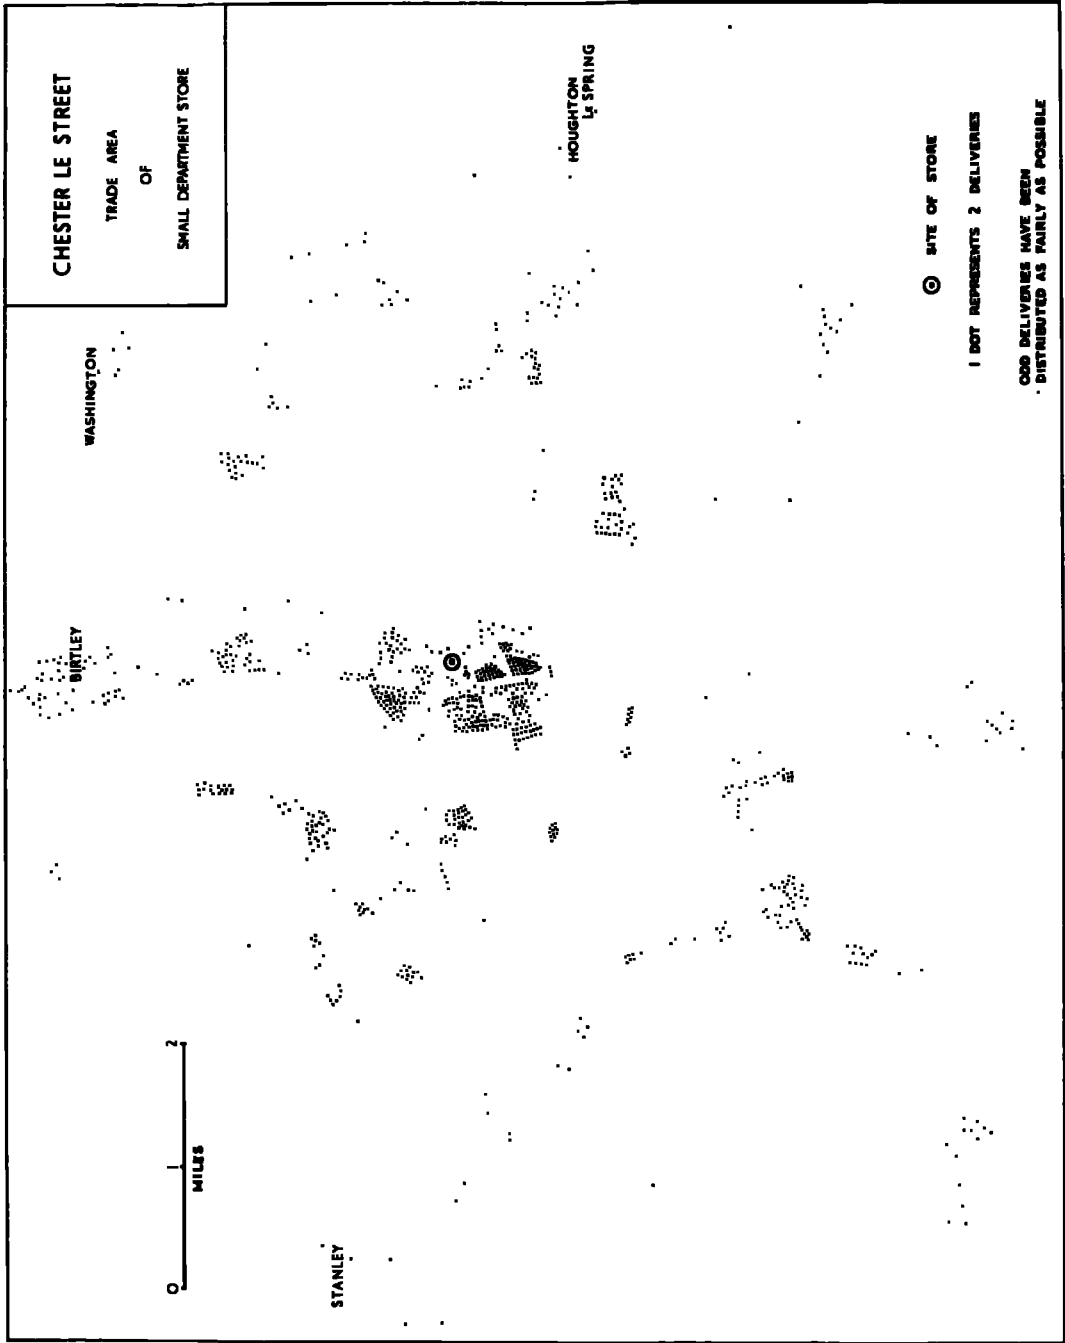 CHESTER LE STREET
TRADE AREA
OF
SMALL DEPARTMENT STORE
WASHINGTON
BIRTLEY
HOUGHTON
Le SPRING
STANLEY
0 1 2
MILES
SITE OF STORE
1 DOT REPRESENTS 2 DELIVERIES
ODD DELIVERIES HAVE BEEN
DISTRIBUTED AS FAIRLY AS POSSIBLE